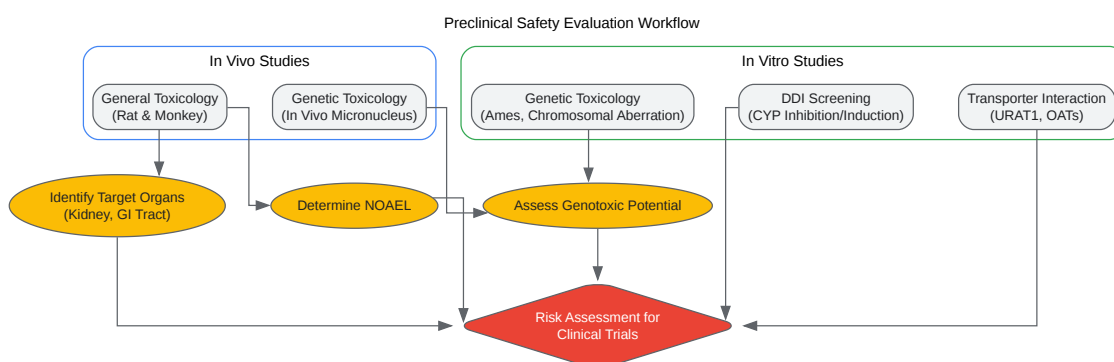 Preclinical Safety Evaluation Workflow
In Vivo Studies
In Vitro Studies
General Toxicology
(Rat & Monkey)
Genetic Toxicology
(In Vivo Micronucleus)
Genetic Toxicology
(Ames, Chromosomal Aberration)
DDI Screening
(CYP Inhibition/Induction)
Transporter Interaction
(URAT1, OATs)
Identify Target Organs
(Kidney, GI Tract)
Determine NOAEL
Assess Genotoxic Potential
Risk Assessment for
Clinical Trials